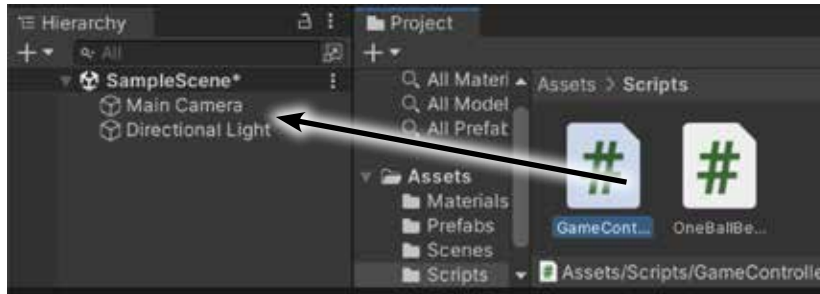 Hierarchy
All
SampleScene*
Main Camera
Directional Light
Project
All Materi
All Model
All Prefat
Assets
Materials
Prefabs
Scenes
Scripts
Assets > Scripts
#
#
GameCont...
OneBallBe...
# Assets/Scripts/GameControlle